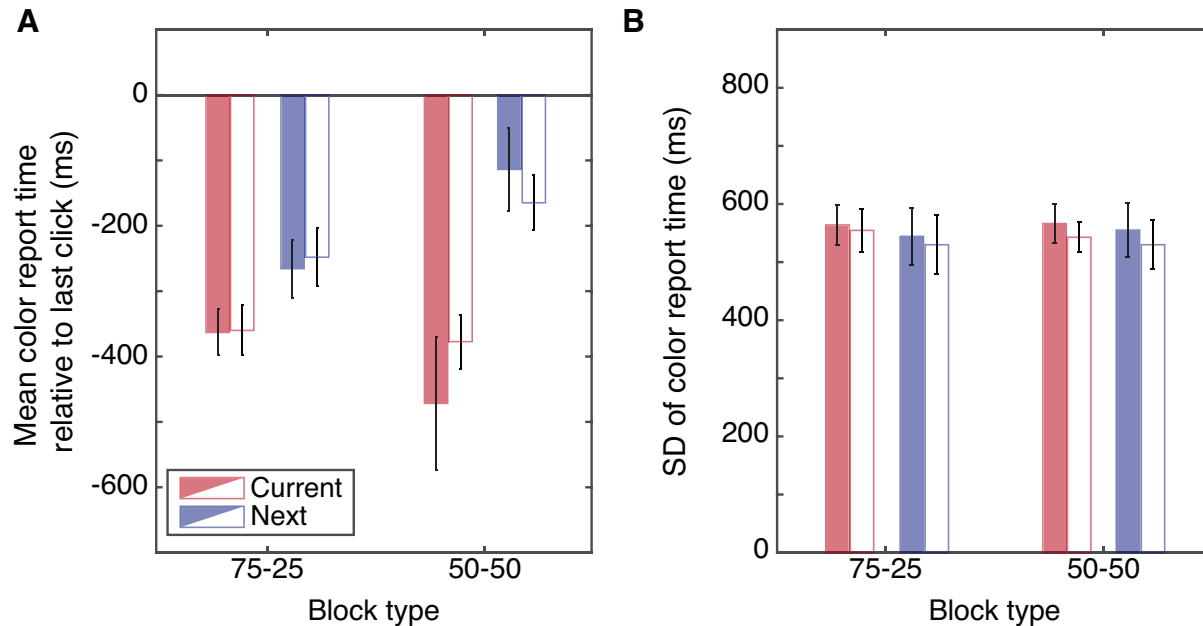 A
Mean color report time
relative to last click (ms)
0
-200
-400
-600
Current
Next
75-25
50-50
Block type
B
SD of color report time (ms)
800
600
400
200
0
75-25
50-50
Block type